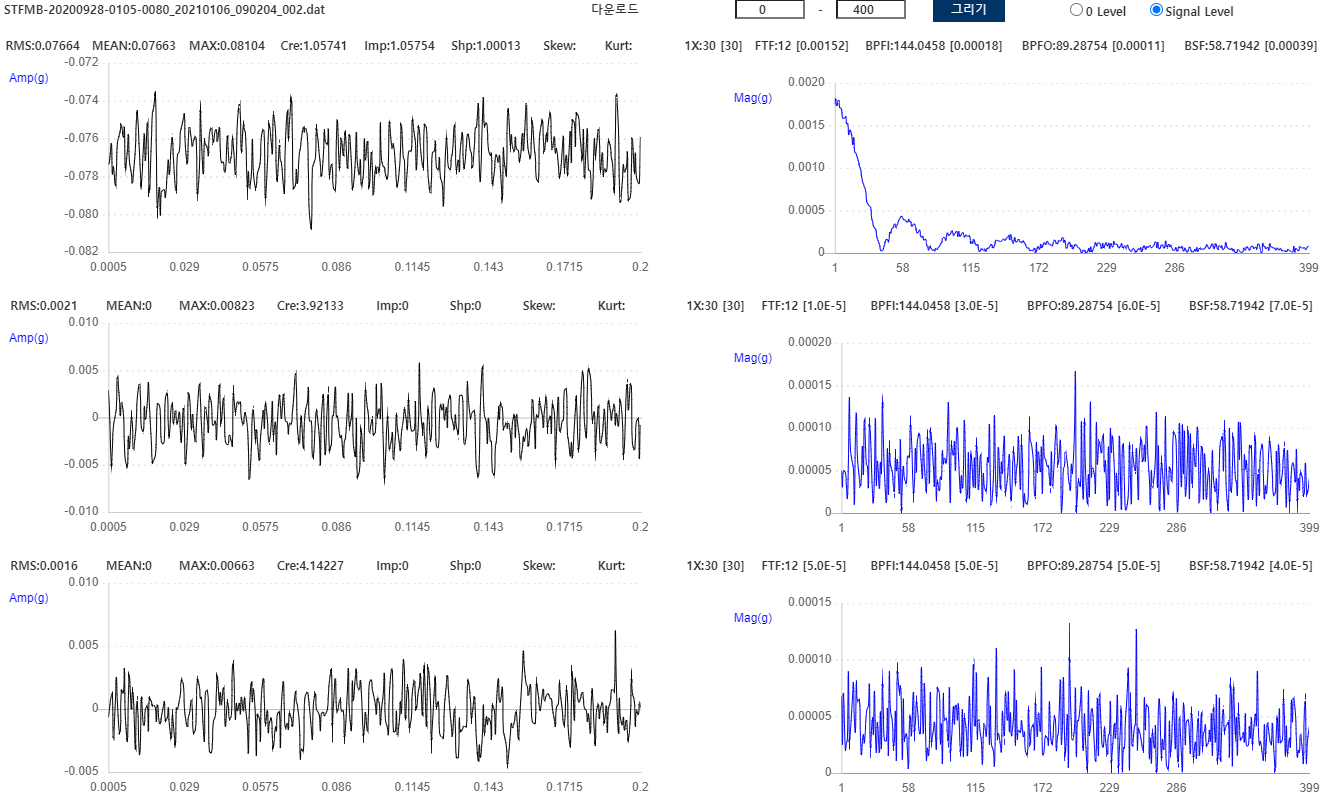 STFMB-20200928-0105-0080_20210106_090204_002.dat 다운로드 0 - 400 그리기 0 Level Signal Level
RMS:0.07664 MEAN:0.07663 MAX:0.08104 Cre:1.05741 Imp:1.05754 Shp:1.00013 Skew: Kurt:
Amp(g)
-0.072
-0.074
-0.076
-0.078
-0.080
-0.082
0.0005 0.029 0.0575 0.086 0.1145 0.143 0.1715 0.2
1X:30 [30] FTF:12 [0.00152] BPFI:144.0458 [0.00018] BPFO:89.28754 [0.00011] BSF:58.71942 [0.00039]
Mag(g)
0.0020
0.0015
0.0010
0.0005
0
1 58 115 172 229 286 399
RMS:0.0021 MEAN:0 MAX:0.00823 Cre:3.92133 Imp:0 Shp:0 Skew: Kurt:
Amp(g)
0.010
0.005
0
-0.005
-0.010
0.0005 0.029 0.0575 0.086 0.1145 0.143 0.1715 0.2
1X:30 [30] FTF:12 [1.0E-5] BPFI:144.0458 [3.0E-5] BPFO:89.28754 [6.0E-5] BSF:58.71942 [7.0E-5]
Mag(g)
0.00020
0.00015
0.00010
0.00005
0
1 58 115 172 229 286 399
RMS:0.0016 MEAN:0 MAX:0.00663 Cre:4.14227 Imp:0 Shp:0 Skew: Kurt:
Amp(g)
0.010
0.005
0
-0.005
0.0005 0.029 0.0575 0.086 0.1145 0.143 0.1715 0.2
1X:30 [30] FTF:12 [5.0E-5] BPFI:144.0458 [5.0E-5] BPFO:89.28754 [5.0E-5] BSF:58.71942 [4.0E-5]
Mag(g)
0.00015
0.00010
0.00005
0
1 58 115 172 229 286 399